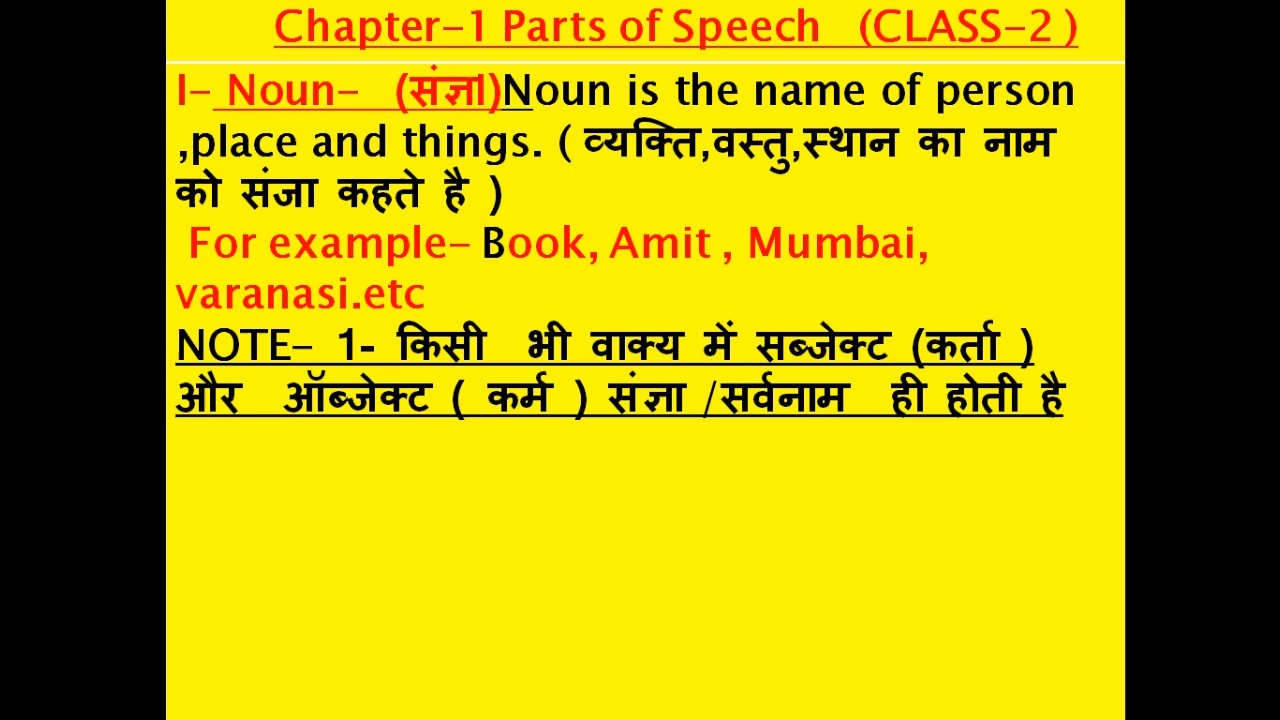 Chapter-1 Parts of Speech (CLASS-2 )
I- Noun- (संज्ञा)Noun is the name of person
,place and things. ( व्यक्ति,वस्तु,स्थान का नाम
को संजा कहते है )
For example- Book, Amit , Mumbai,
varanasi.etc
NOTE- 1- किसी भी वाक्य में सब्जेक्ट (कर्ता )
और ऑब्जेक्ट ( कर्म ) संज्ञा /सर्वनाम ही होती है